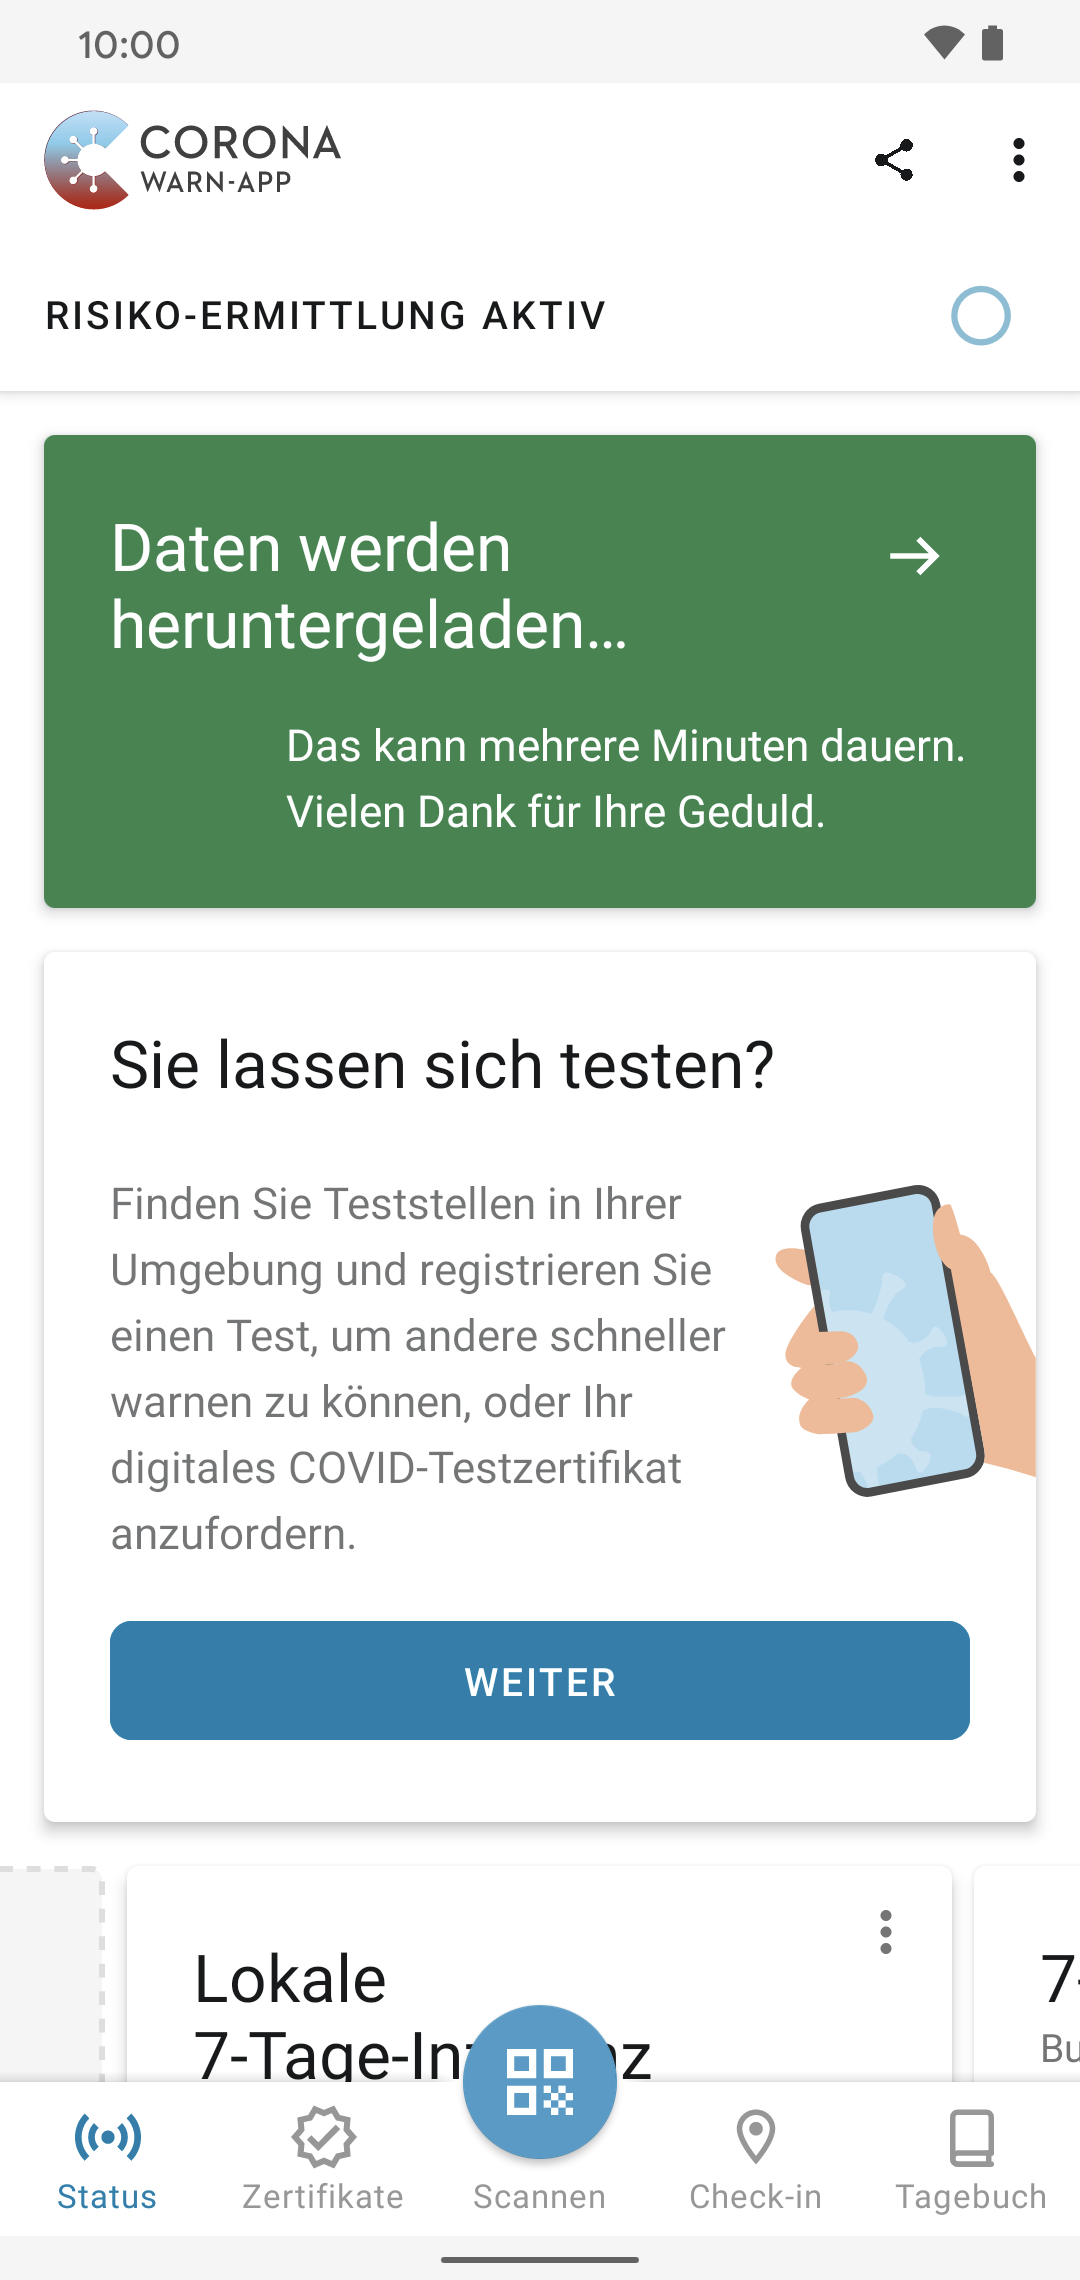 10:00
CORONA
WARN-APP
RISIKO-ERMITTLUNG AKTIV
Daten werden
heruntergeladen…
Das kann mehrere Minuten dauern.
Vielen Dank für Ihre Geduld.
Sie lassen sich testen?
Finden Sie Teststellen in Ihrer
Umgebung und registrieren Sie
einen Test, um andere schneller
warnen zu können, oder Ihr
digitales COVID-Testzertifikat
anzufordern.
WEITER
Lokale
7-
7-Tage-In
Bu
Status
Zertifikate
Scannen
Check-in
Tagebuch